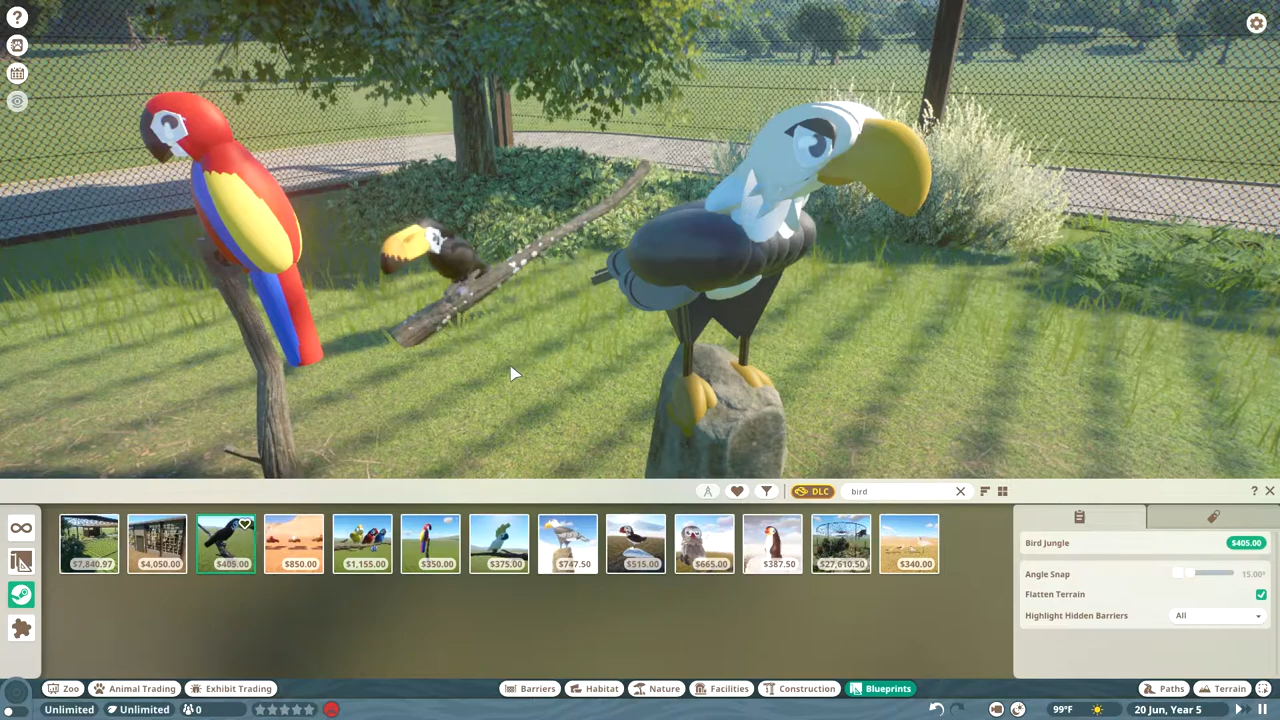 ?
DLC
bird
?
$7,840.97
$4,050.00
$405.00
$850.00
$1,155.00
$350.00
$375.00
$747.50
$515.00
$665.00
$387.50
$27,610.50
$340.00
Bird Jungle
$405.00
Angle Snap
15.00°
Flatten Terrain
Highlight Hidden Barriers
All
Zoo
Animal Trading
Exhibit Trading
Barriers
Habitat
Nature
Facilities
Construction
Blueprints
Paths
Terrain
Unlimited
Unlimited
0
99°F
20 Jun, Year 5